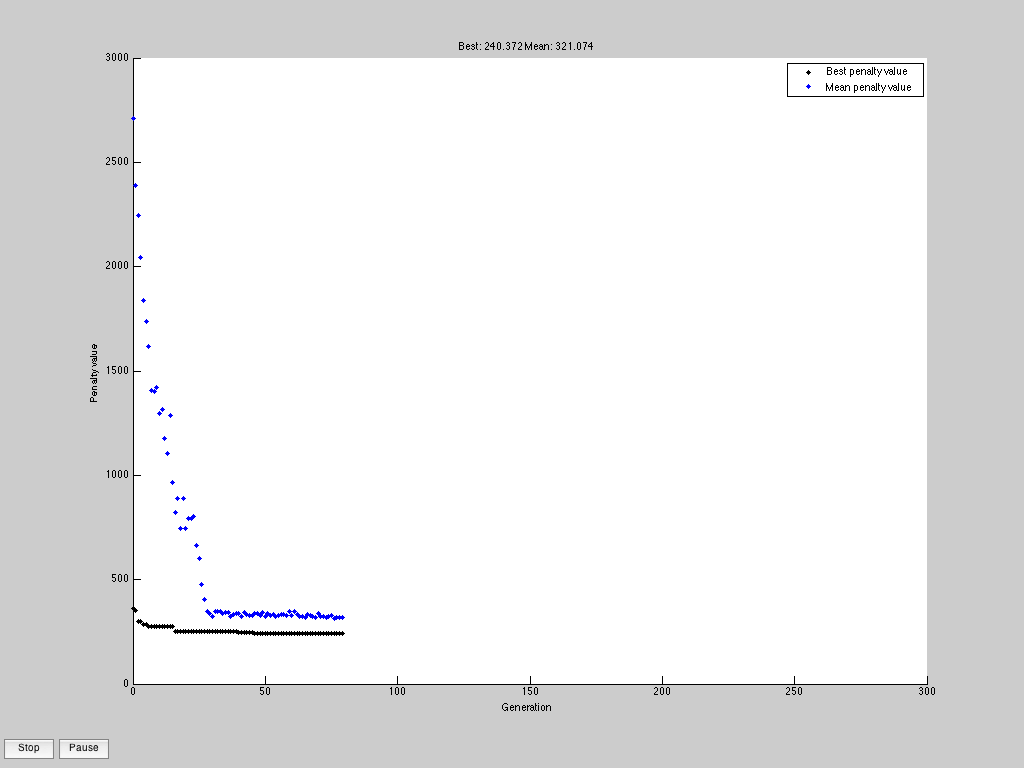 Best: 240.372 Mean: 321.074
3000
Best penalty value
Mean penalty value
2500
2000
1500
Penalty value
1000
500
0
0 50 100 150 200 250 300
Generation
Stop Pause